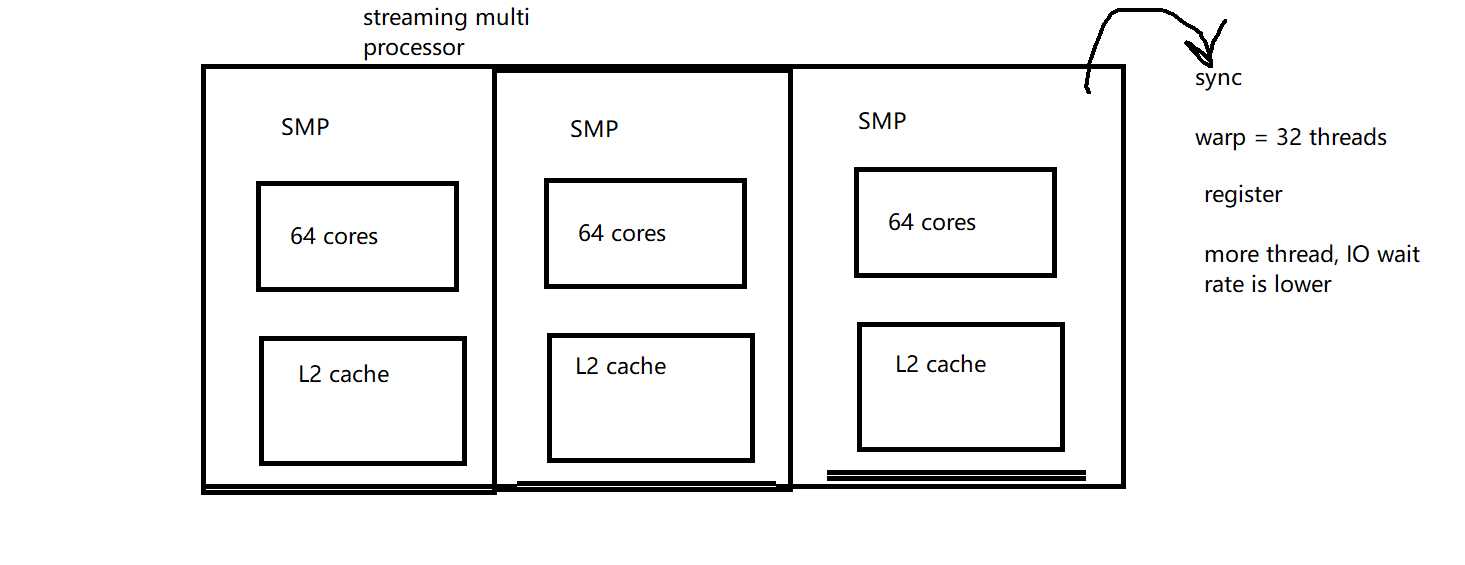 streaming multi
processor
SMP
SMP
SMP
64 cores
64 cores
64 cores
L2 cache
L2 cache
L2 cache
sync
warp = 32 threads
register
more thread, IO wait
rate is lower